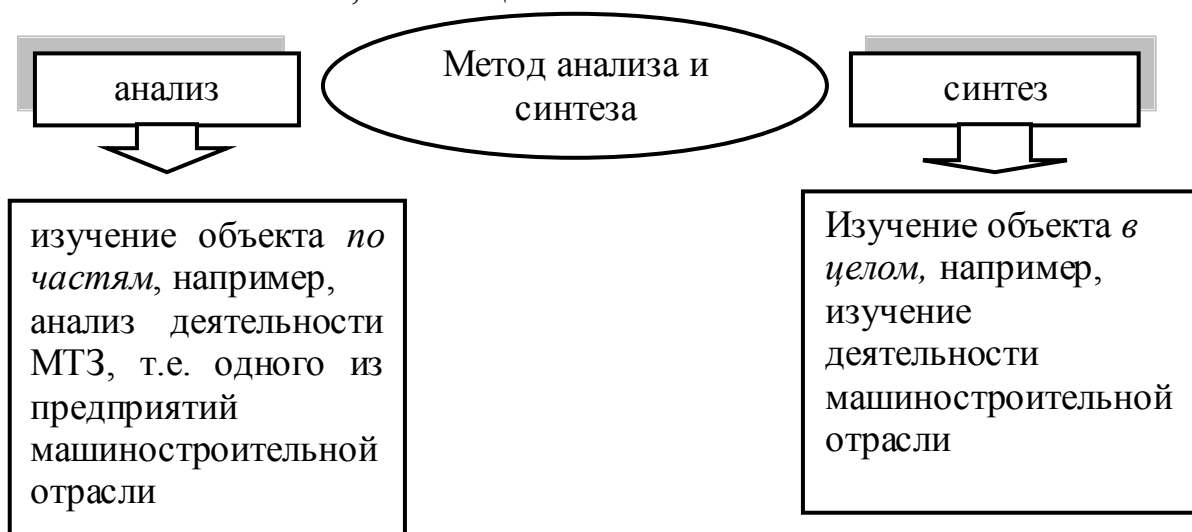 Метод анализа и
синтеза
анализ
синтез
изучение объекта по
частям, например,
анализ деятельности
МТЗ, т.е. одного из
предприятий
машиностроительной
отрасли
Изучение объекта в
целом, например,
изучение
деятельности
машиностроительной
отрасли